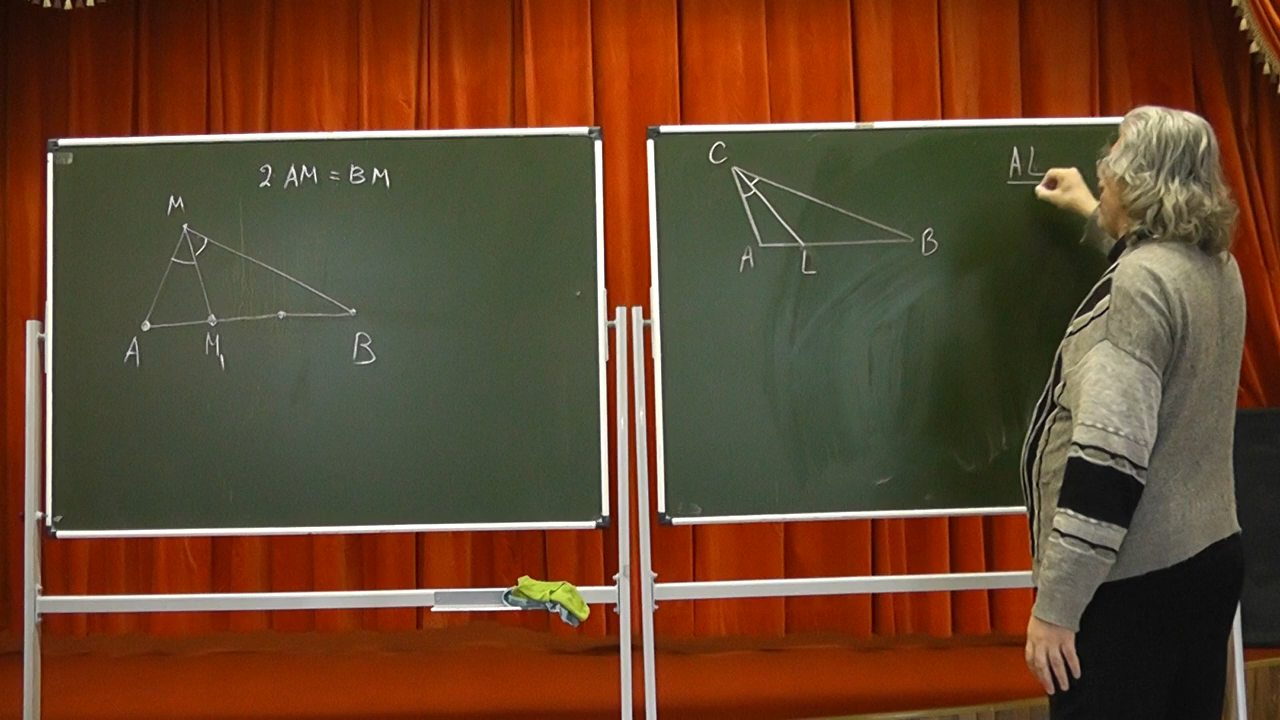 2 AM = BM
M
A M₁ B
C
A L B
AL